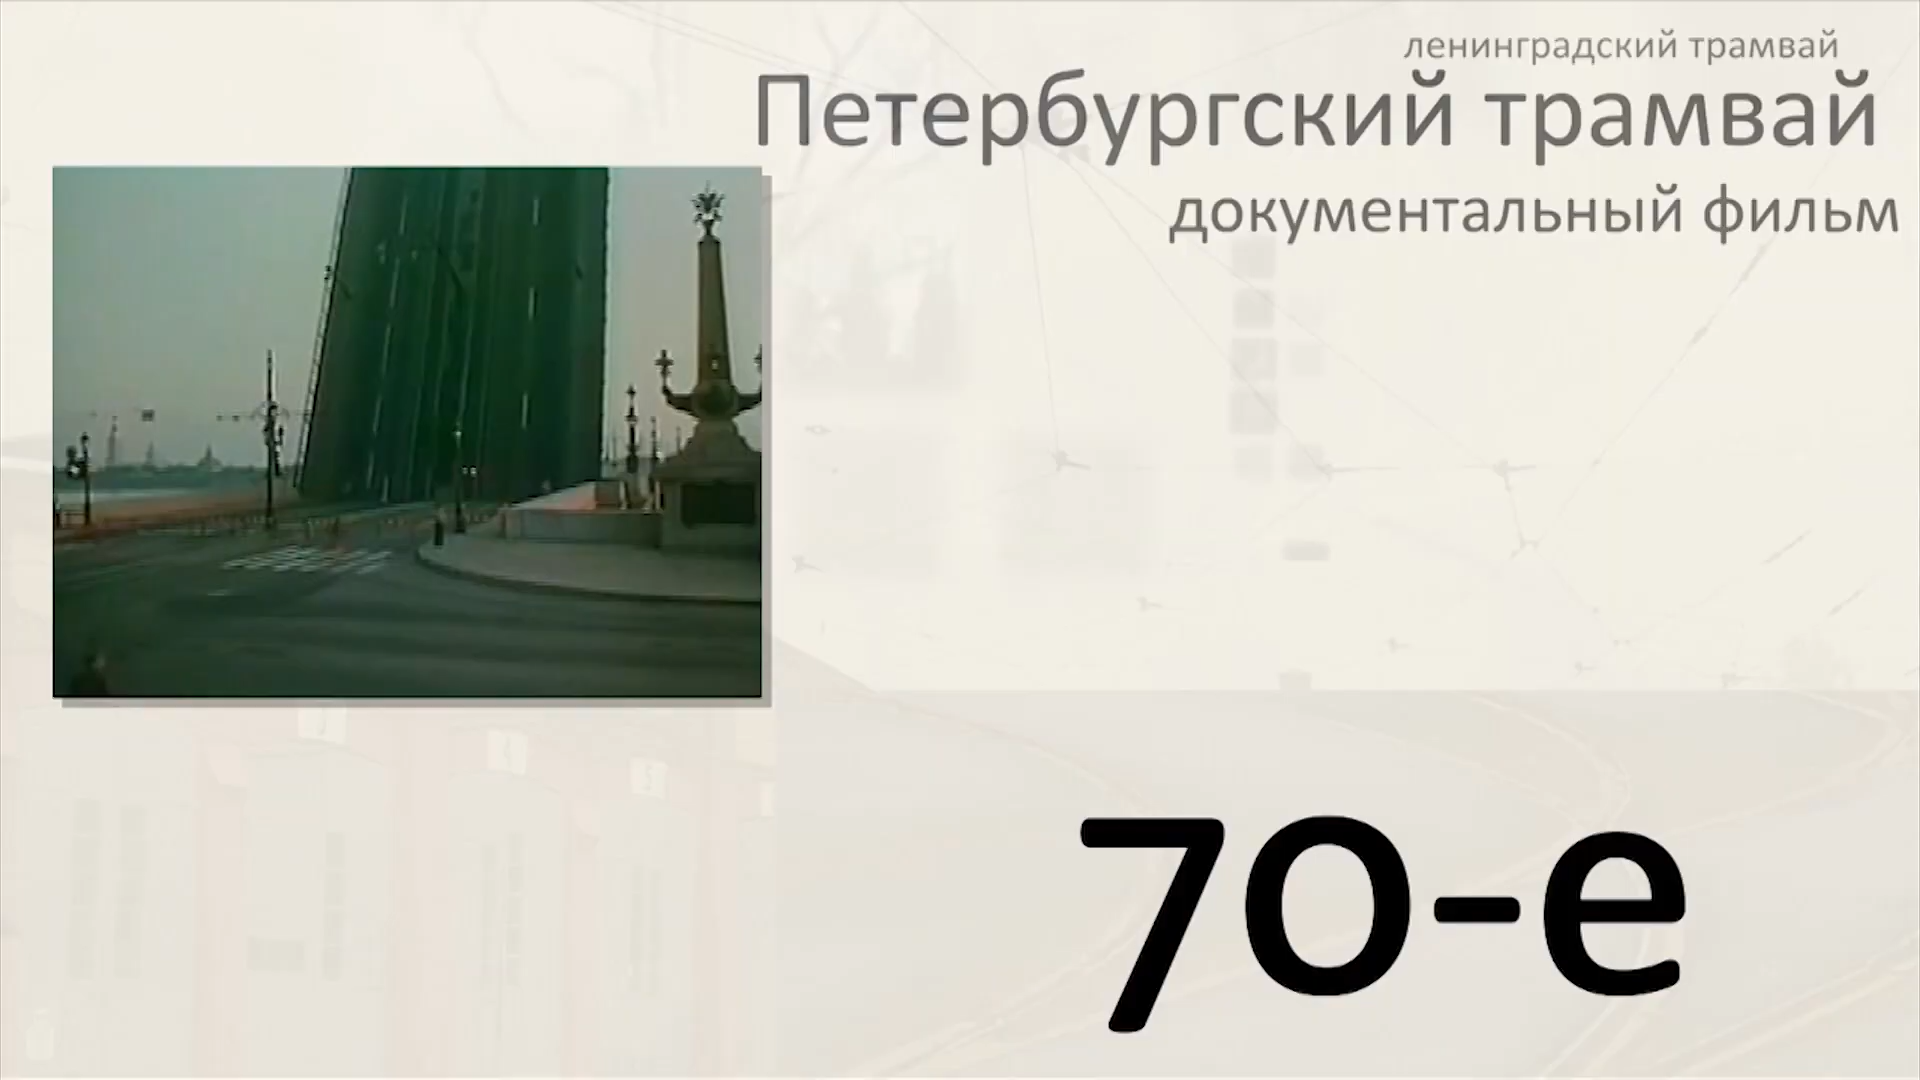 ленинградский трамвай
Петербургский трамвай
документальный фильм
70-е